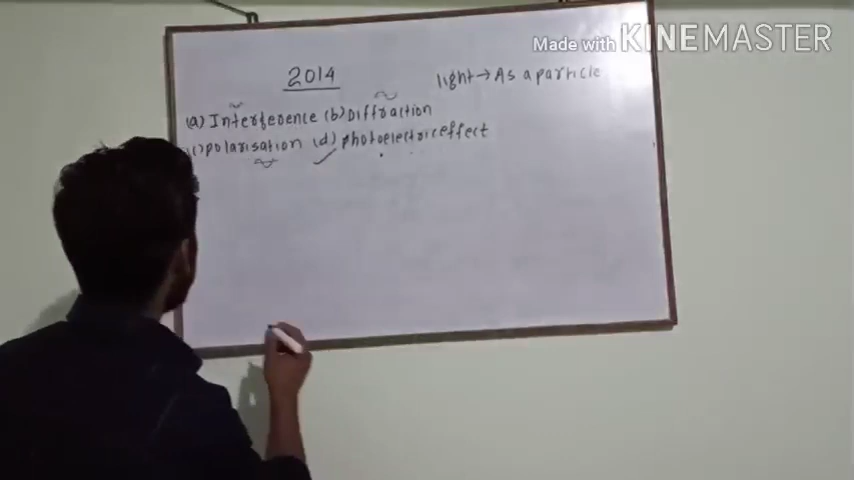 Made with KINEMASTER
2014
light → As a particle
(a) Interference (b) Diffraction
(c) polarisation (d) photoelectric effect